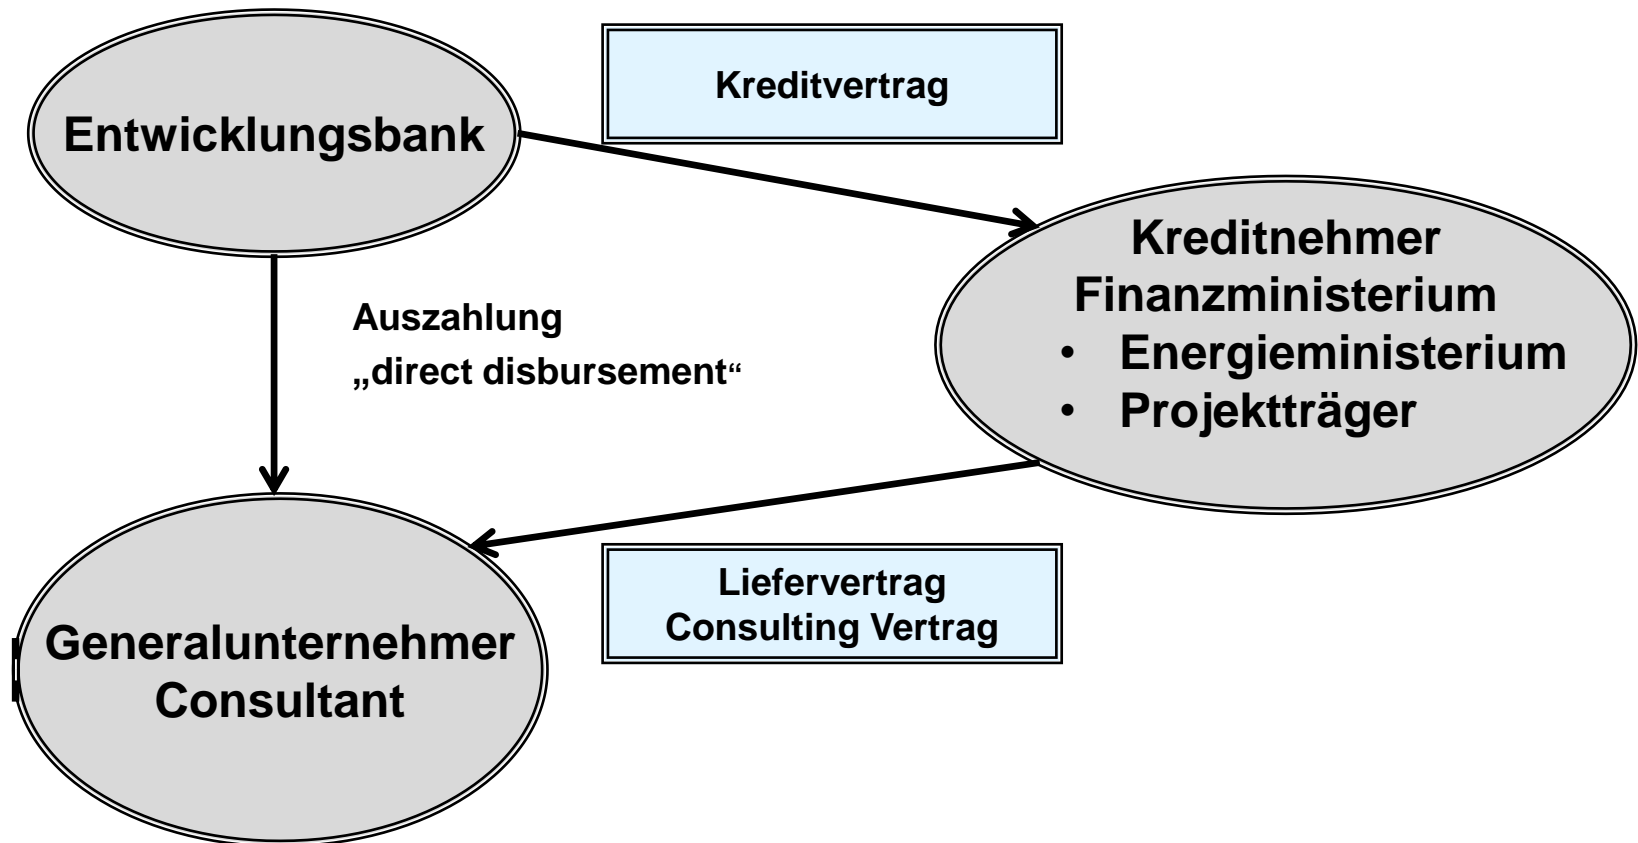 Kreditvertrag
Entwicklungsbank
Kreditnehmer
Finanzministerium
• Energieministerium
• Projektträger
Auszahlung
„direct disbursement“
Liefervertrag
Consulting Vertrag
Generalunternehmer
Consultant